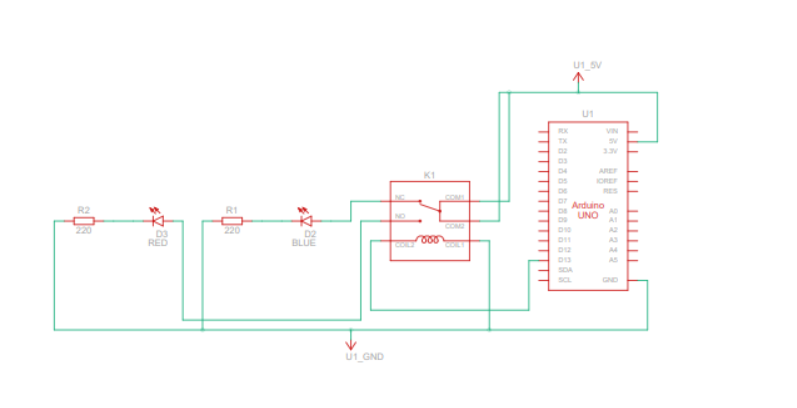 U1_5V
U1
RX
TX
D2
D3
D4
D5
D6
D7
D8
D9
D10
D11
D12
D13
SDA
SCL
VIN
5V
3.3V
AREF
IOREF
RES
A0
A1
A2
A3
A4
A5
GND
Arduino
UNO
K1
NC
NO
COIL2
COM1
COM2
COIL1
R2
220
D3
RED
R1
220
D2
BLUE
U1_GND